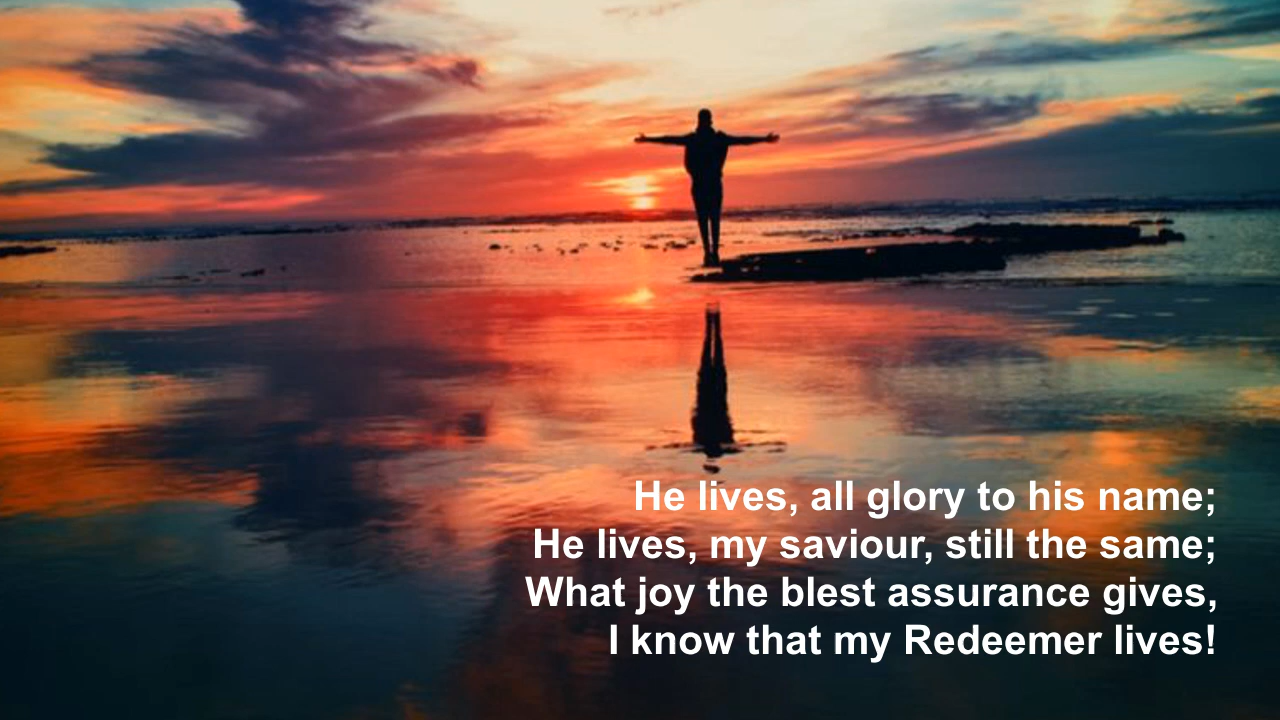 He lives, all glory to his name;
He lives, my saviour, still the same;
What joy the blest assurance gives,
I know that my Redeemer lives!